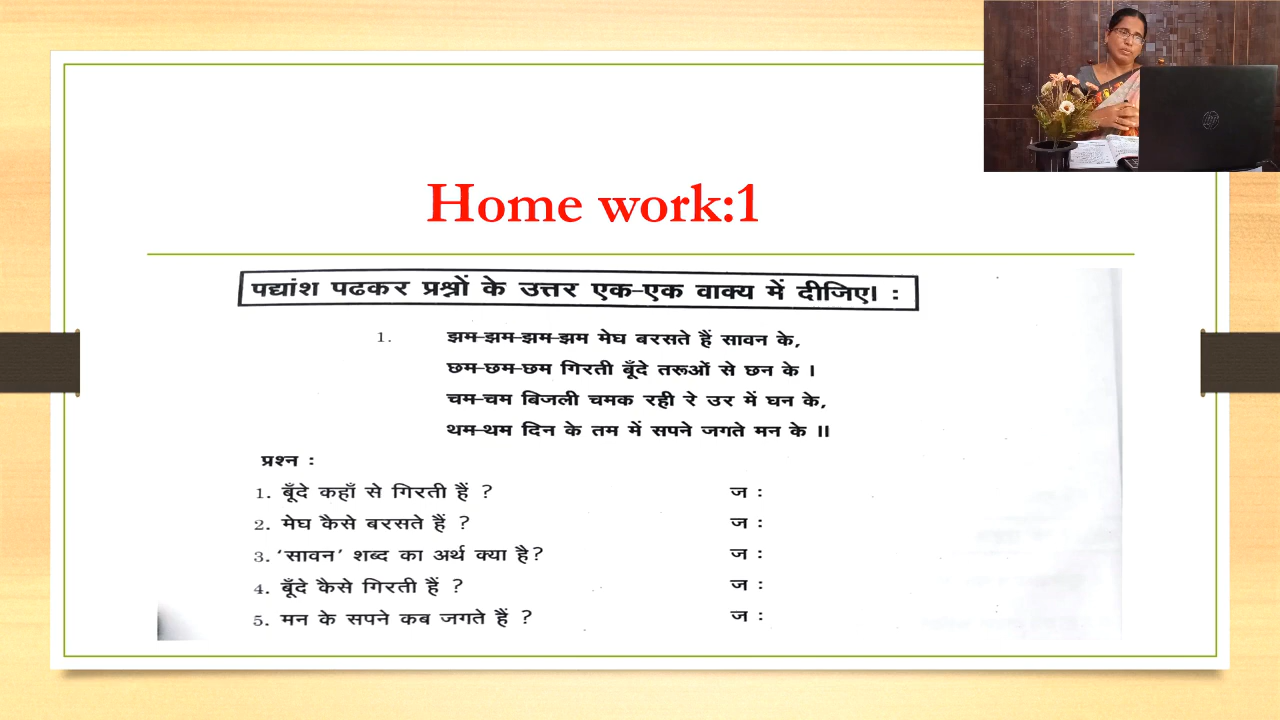 Home work:1
पद्यांश पढकर प्रश्नों के उत्तर एक-एक वाक्य में दीजिए। :
1. झम-झम-झम-झम मेघ बरसते हैं सावन के,
छम-छम-छम गिरती बूँदे तरूओं से छन के ।
चम-चम बिजली चमक रही रे उर में घन के,
थम-थम दिन के तम में सपने जगते मन के ॥
प्रश्न :
1. बूँदे कहाँ से गिरती हैं ? ज :
2. मेघ कैसे बरसते हैं ? ज :
3. ‘सावन’ शब्द का अर्थ क्या है? ज :
4. बूँदे कैसे गिरती हैं ? ज :
5. मन के सपने कब जगते हैं ? ज :